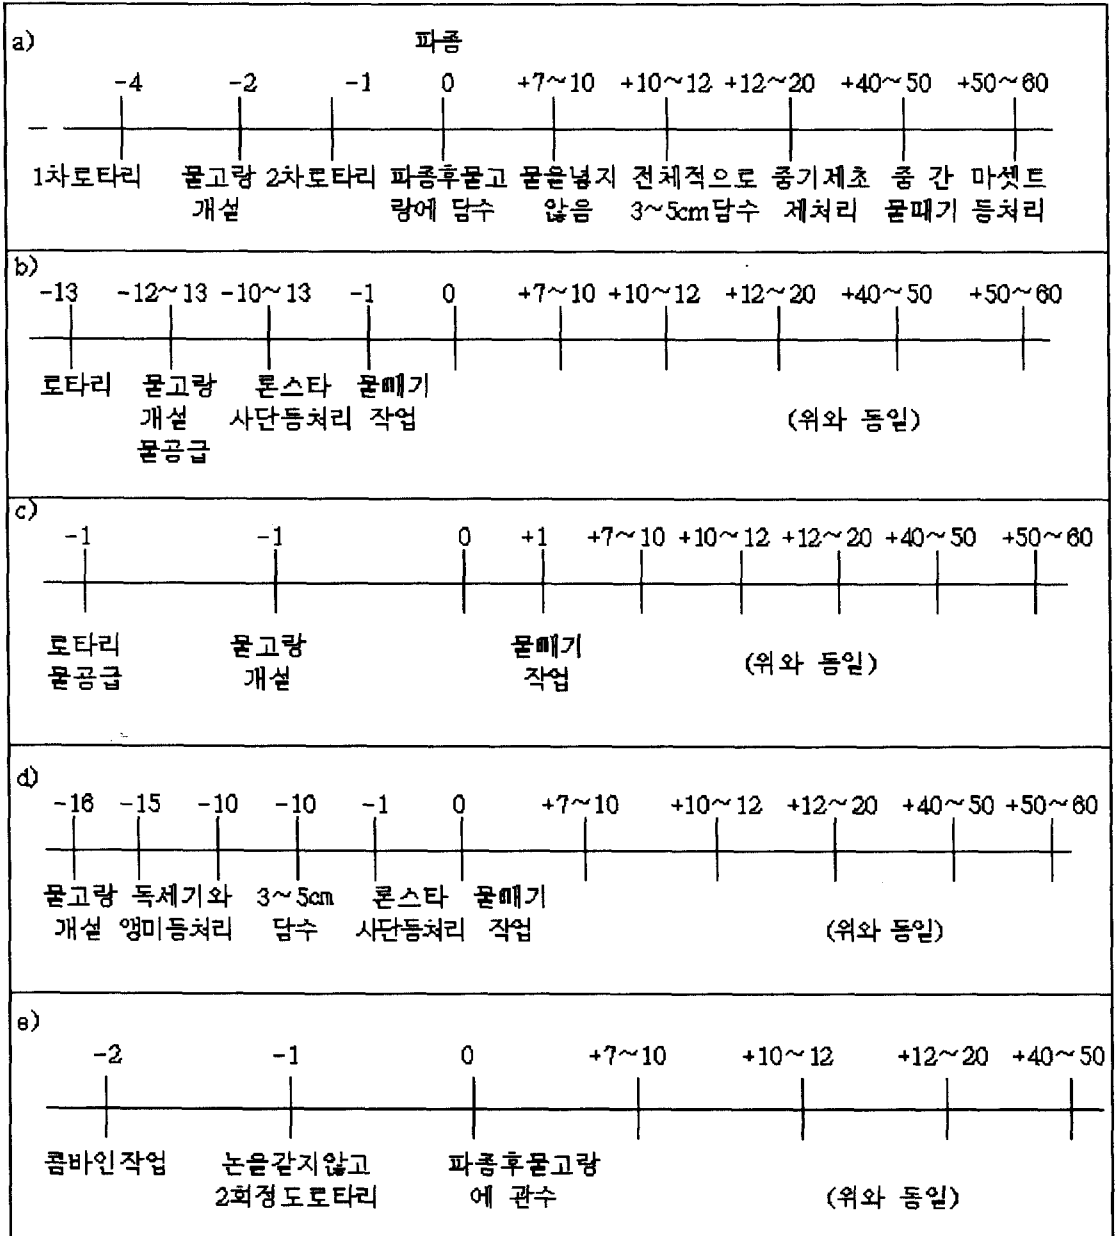 a)
파종
-4 -2 -1 0 +7~10 +10~12 +12~20 +40~50 +50~60
1차로타리 물고랑 2차로타리 파종후물고 물을넣지 전체적으로 중기제초 중 간 마셋트
개설 랑에 담수 않음 3~5cm담수 제처리 물때기 등처리
b)
-13 -12~13 -10~13 -1 0 +7~10 +10~12 +12~20 +40~50 +50~60
로타리 물고랑 론스타 물빼기
개설 사단등처리 작업 (위와 동일)
물공급
c)
-1 -1 0 +1 +7~10 +10~12 +12~20 +40~50 +50~60
로타리 물고랑 물빼기
물공급 개설 작업 (위와 동일)
d)
-16 -15 -10 -10 -1 0 +7~10 +10~12 +12~20 +40~50 +50~60
물고랑 독세기와 3~5cm 론스타 물빼기
개설 앵미등처리 담수 사단등처리 작업 (위와 동일)
e)
-2 -1 0 +7~10 +10~12 +12~20 +40~50
콤바인작업 논을같지않고 파종후물고랑
2회정도로타리 에 관수 (위와 동일)